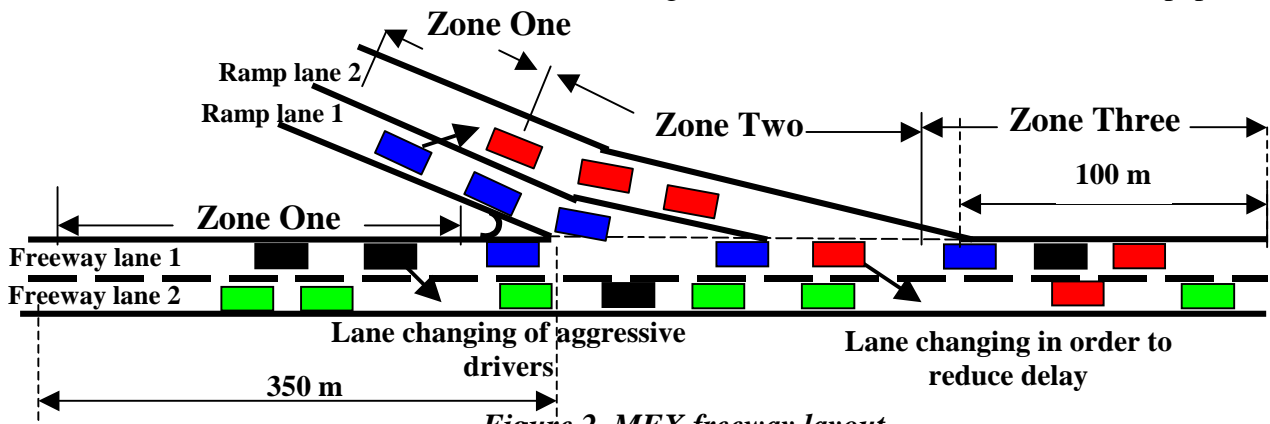 Zone One
Ramp lane 2
Ramp lane 1
Zone Two
Zone Three
100 m
Zone One
Freeway lane 1
Freeway lane 2
Lane changing of aggressive
drivers
Lane changing in order to
reduce delay
350 m
Figure 2. MFX freeway layout